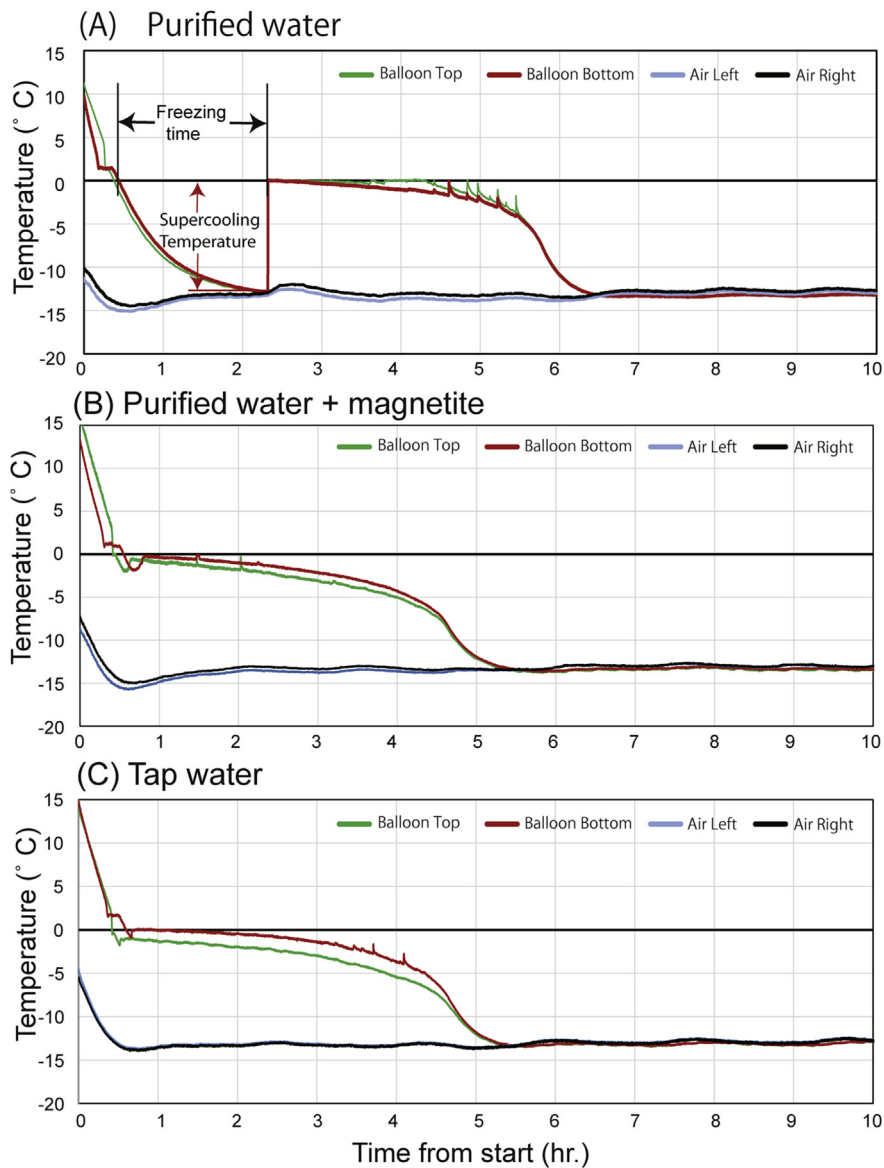 (A) Purified water
Balloon Top Balloon Bottom Air Left Air Right
Freezing
time
Supercooling
Temperature
Temperature (° C)
15
10
5
0
-5
-10
-15
-20
0 1 2 3 4 5 6 7 8 9 10
(B) Purified water + magnetite
Balloon Top Balloon Bottom Air Left Air Right
Temperature (° C)
15
10
5
0
-5
-10
-15
-20
0 1 2 3 4 5 6 7 8 9 10
(C) Tap water
Balloon Top Balloon Bottom Air Left Air Right
Temperature (° C)
15
10
5
0
-5
-10
-15
-20
0 1 2 3 4 5 6 7 8 9 10
Time from start (hr.)